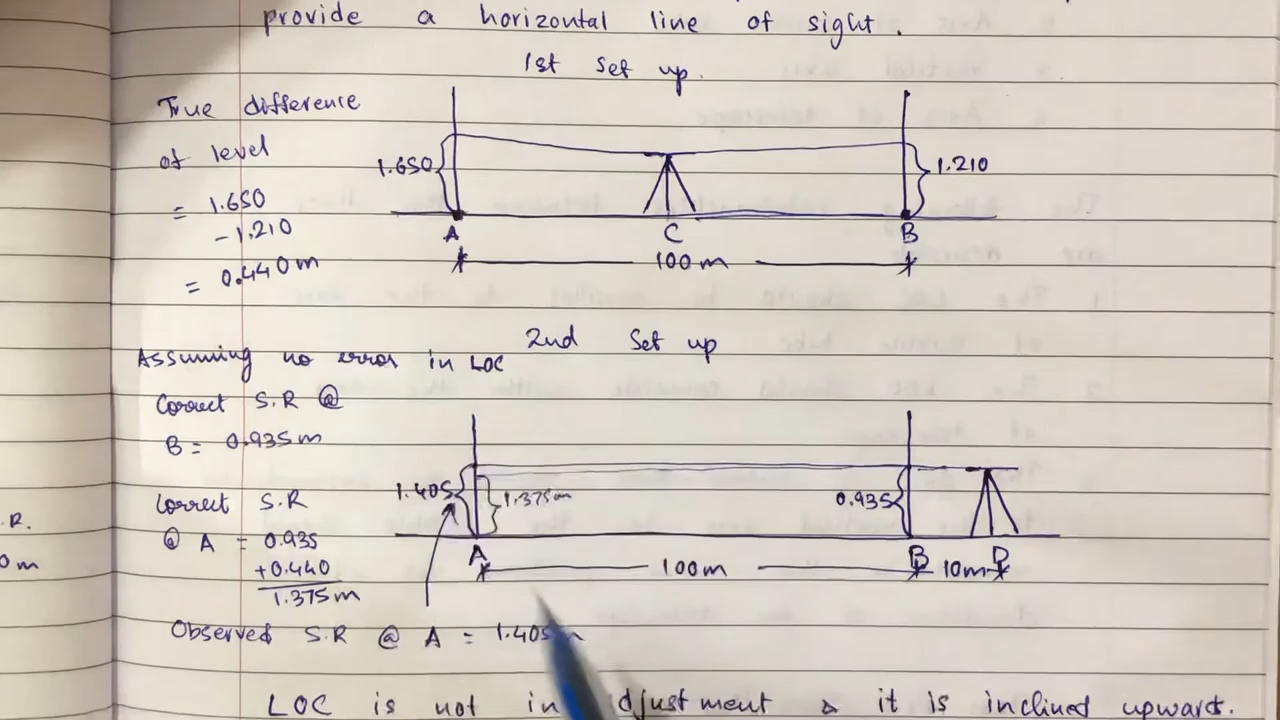 provide a horizontal line of sight.
1st Set up.
True difference
of level
= 1.650
- 1.210
= 0.440m
1.650
1.210
A C B
100m
2nd Set up
Assuming no error in LOC
Correct S.R @
B = 0.935m
Correct S.R
@ A = 0.935
+0.440
1.375m
1.405
1.375m
0.935
A B D
100m 10m
Observed S.R @ A = 1.405m
LOC is not in adjustment & it is inclined upwards.
.R.
0m